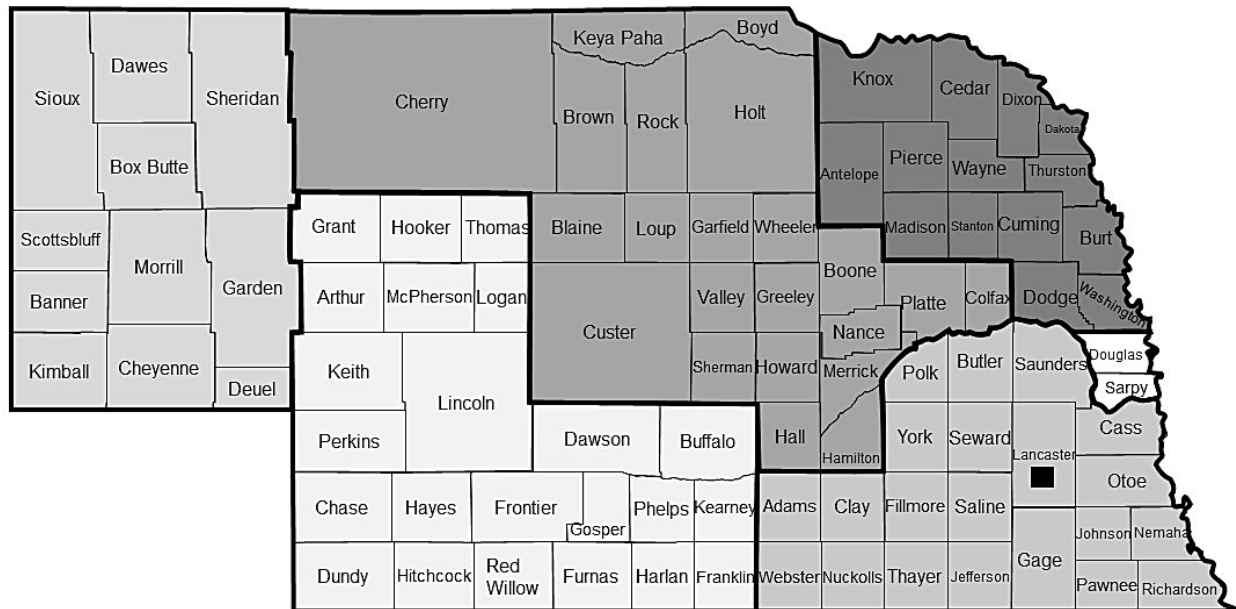 Boyd
Keya Paha
Knox
Cedar
Dawes
Sioux
Sheridan
Cherry
Dixon
Brown
Rock
Holt
Dakota
Box Butte
Antelope
Pierce
Wayne
Thurston
Grant
Hooker
Thomas
Blaine
Loup
Garfield
Wheeler
Madison
Stanton
Cuming
Burt
Scottsbluff
Morrill
Boone
Banner
Garden
Arthur
McPherson
Logan
Valley
Greeley
Platte
Colfax
Dodge
Washington
Custer
Nance
Kimball
Cheyenne
Deuel
Keith
Lincoln
Sherman
Howard
Merrick
Polk
Butler
Saunders
Douglas
Sarpy
Perkins
Dawson
Buffalo
Hall
Hamilton
York
Seward
Lancaster
Cass
Otoe
Chase
Hayes
Frontier
Gosper
Phelps
Kearney
Adams
Clay
Fillmore
Saline
Gage
Johnson
Nemaha
Dundy
Hitchcock
Red
Willow
Furnas
Harlan
Franklin
Webster
Nuckolls
Thayer
Jefferson
Pawnee
Richardson